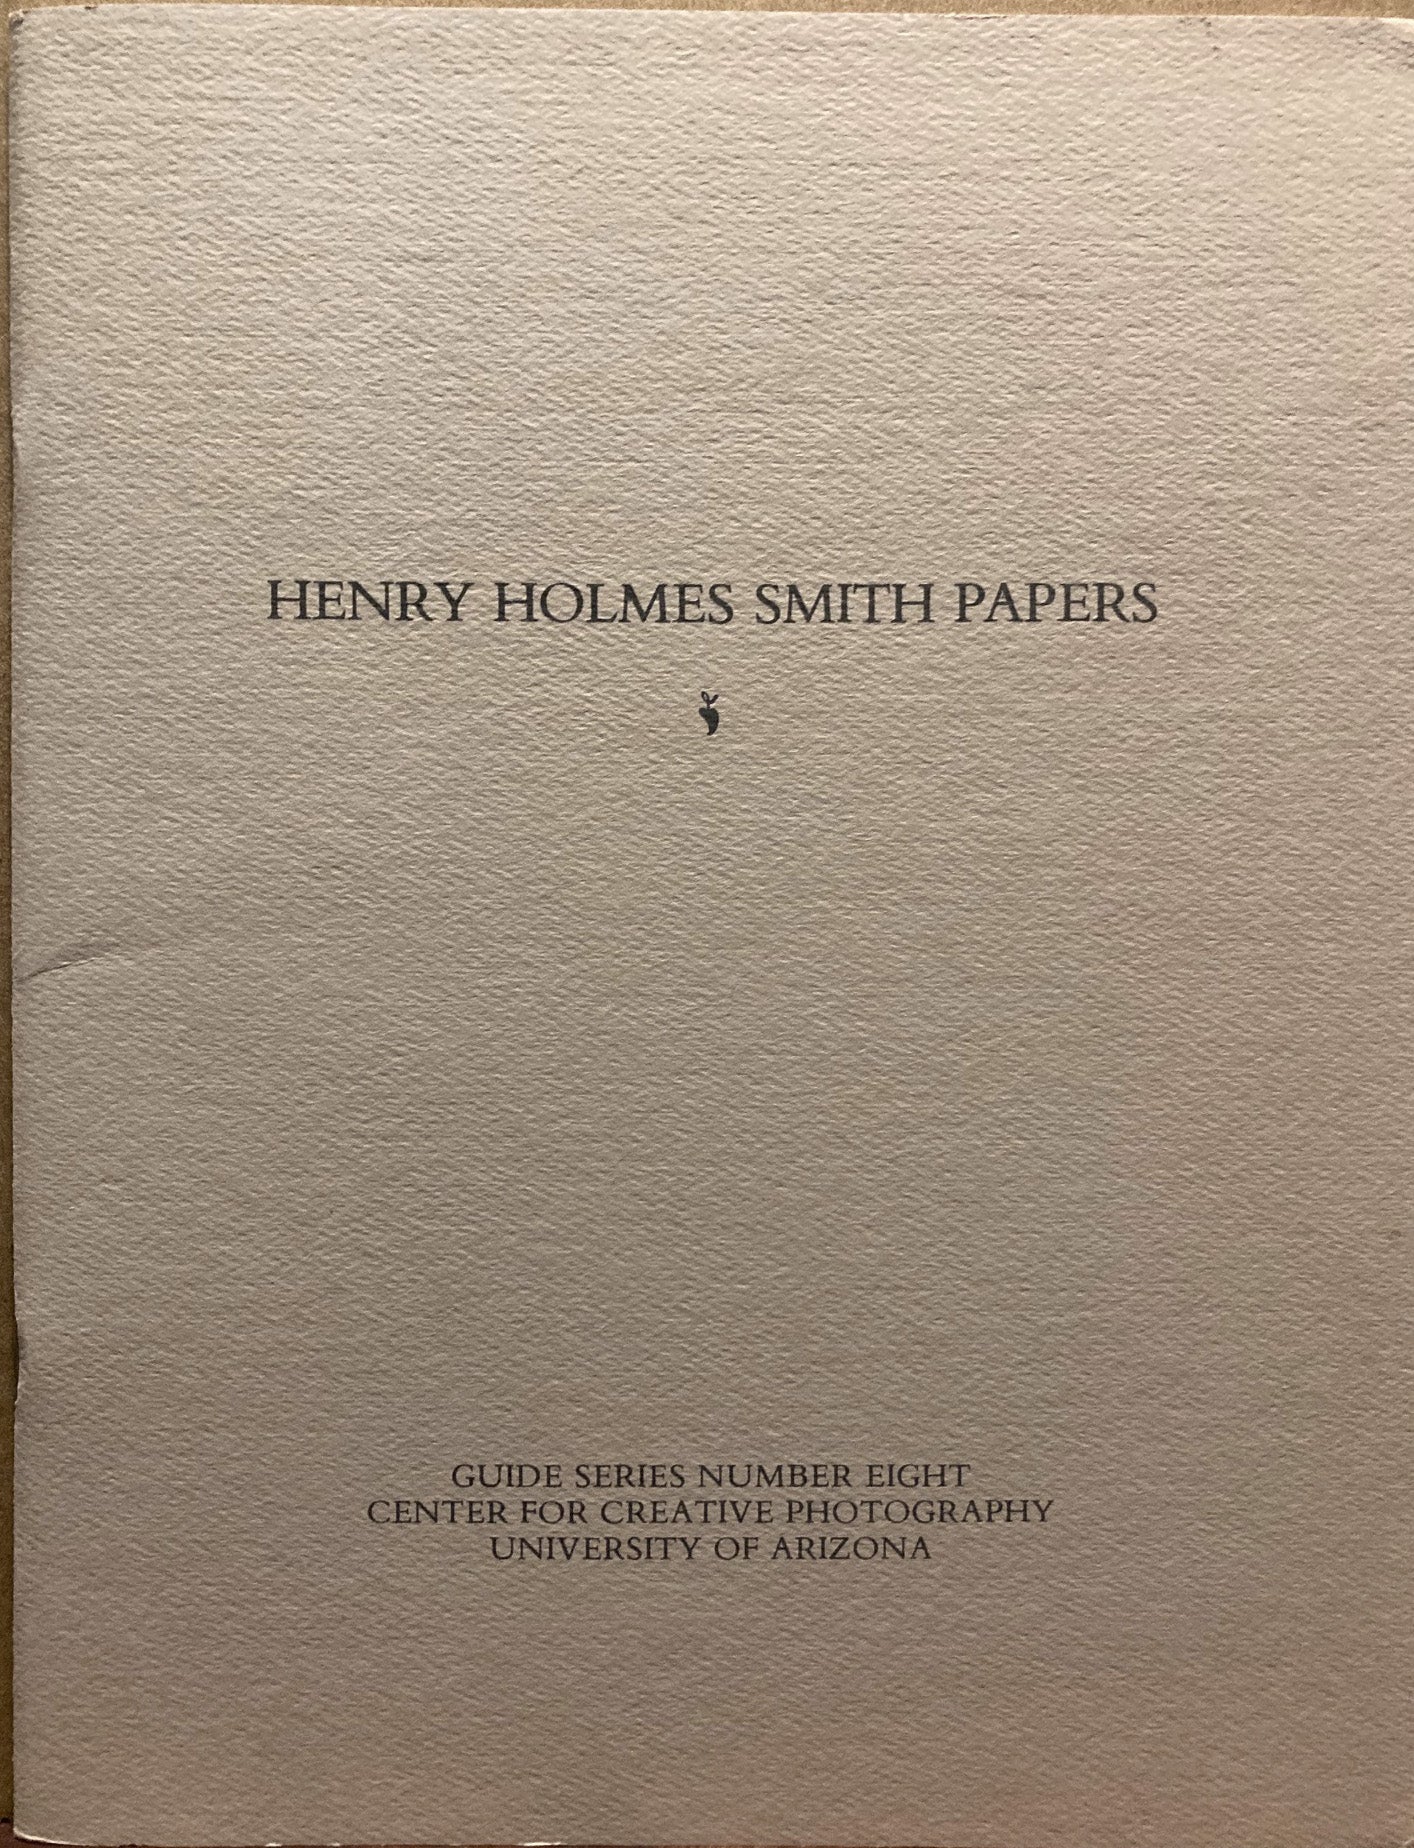 HENRY HOLMES SMITH PAPERS
GUIDE SERIES NUMBER EIGHT
CENTER FOR CREATIVE PHOTOGRAPHY
UNIVERSITY OF ARIZONA